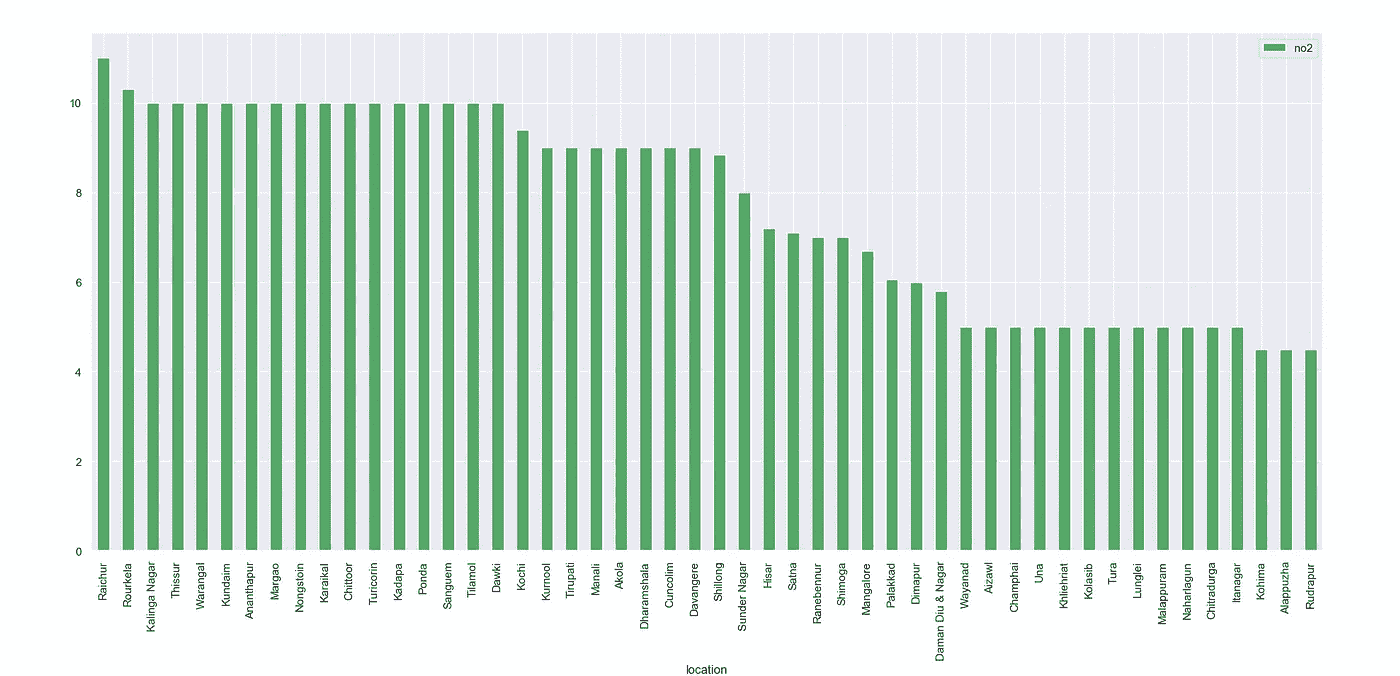 no2
10
8
6
4
2
0
Raichur
Rourkela
Kalinga Nagar
Thissur
Warangal
Kundaim
Ananthapur
Margao
Nongstoin
Karaikal
Chittoor
Turicorin
Kadapa
Ponda
Sanguem
Tilamol
Dawki
Kochi
Kurnool
Tirupati
Manali
Akola
Dharamshala
Cuncolim
Davangere
Shillong
Sunder Nagar
Hisar
Satna
Ranebennur
Shimoga
Mangalore
Palakkad
Dimapur
Daman Diu & Nagar
Wayanad
Aizawl
Champhai
Una
Khliehriat
Kolasib
Tura
Lunglei
Malappuram
Naharlagun
Chitradurga
Itanagar
Kohima
Alappuzha
Rudrapur
location